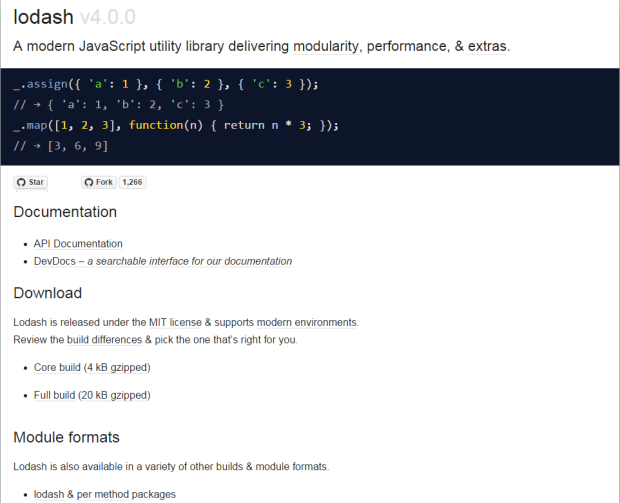 lodash v4.0.0
A modern JavaScript utility library delivering modularity, performance, & extras.
_.assign({ 'a': 1 }, { 'b': 2 }, { 'c': 3 });
// → { 'a': 1, 'b': 2, 'c': 3 }
_.map([1, 2, 3], function(n) { return n * 3; });
// → [3, 6, 9]
Star Fork 1,266
Documentation
• API Documentation
• DevDocs – a searchable interface for our documentation
Download
Lodash is released under the MIT license & supports modern environments.
Review the build differences & pick the one that's right for you.
• Core build (4 kB gzipped)
• Full build (20 kB gzipped)
Module formats
Lodash is also available in a variety of other builds & module formats.
• lodash & per method packages